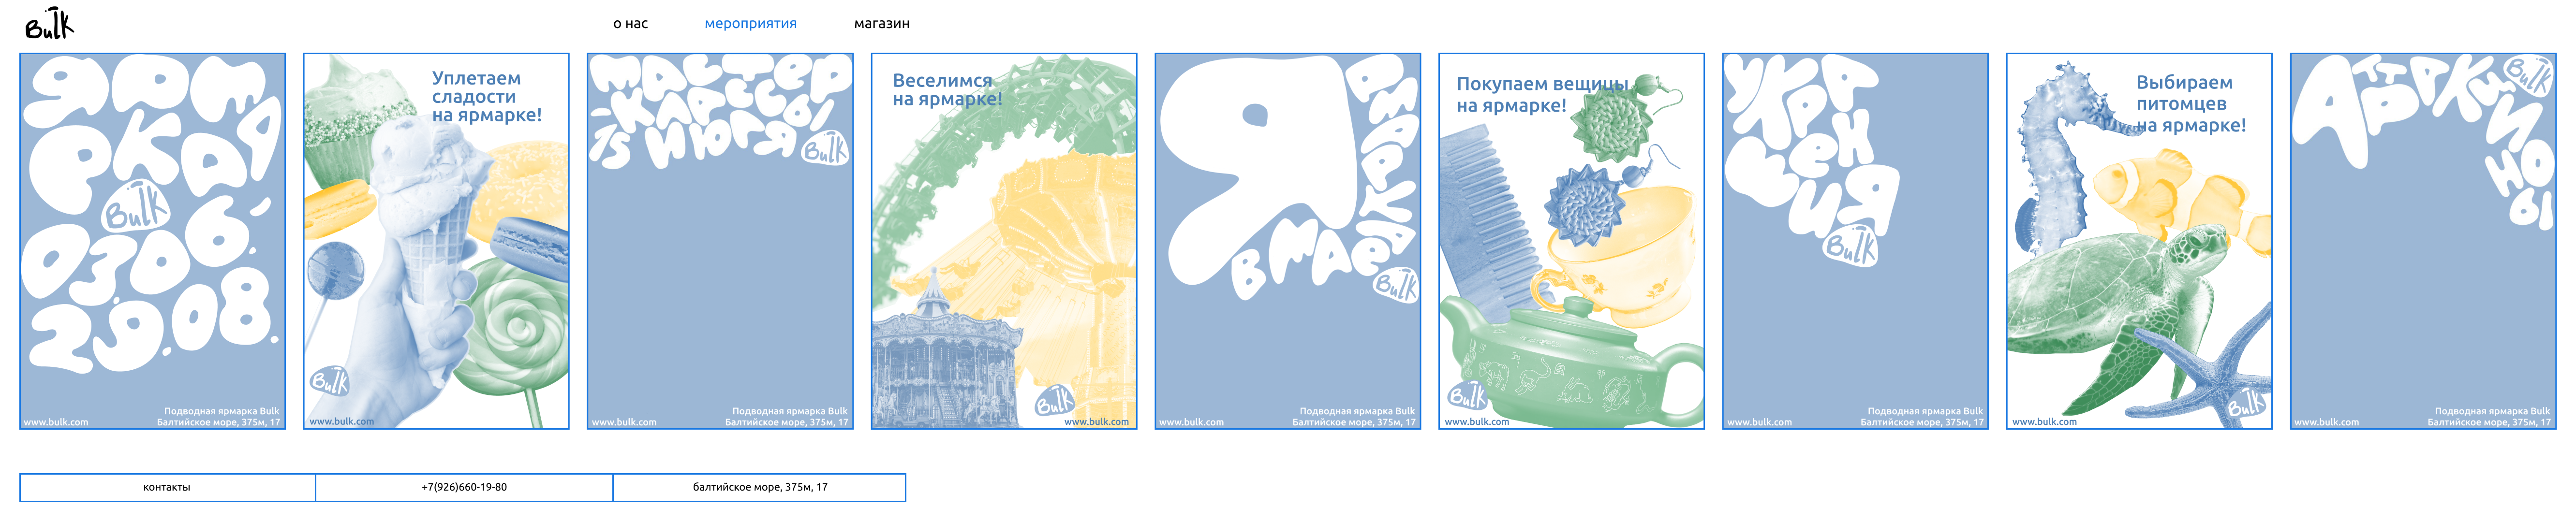 Bulk
о нас
мероприятия
магазин
ЯРМА
РКА
Bulk
03.06.-
29.08.
www.bulk.com
Подводная ярмарка Bulk
Балтийское море, 375м, 17
Уплетаем
сладости
на ярмарке!
Bulk
www.bulk.com
МАСТЕР
-КЛАССЫ
15 ИЮЛЯ
Bulk
www.bulk.com
Подводная ярмарка Bulk
Балтийское море, 375м, 17
Веселимся
на ярмарке!
Bulk
www.bulk.com
ЯРМАРКА
В МАЕ
Bulk
www.bulk.com
Подводная ярмарка Bulk
Балтийское море, 375м, 17
Покупаем вещицы
на ярмарке!
Bulk
www.bulk.com
УКРАШЕНИЯ
Bulk
www.bulk.com
Подводная ярмарка Bulk
Балтийское море, 375м, 17
Выбираем
питомцев
на ярмарке!
Bulk
www.bulk.com
АТТРАКЦИОНЫ
Bulk
www.bulk.com
Подводная ярмарка Bulk
Балтийское море, 375м, 17
контакты
+7(926)660-19-80
балтийское море, 375м, 17